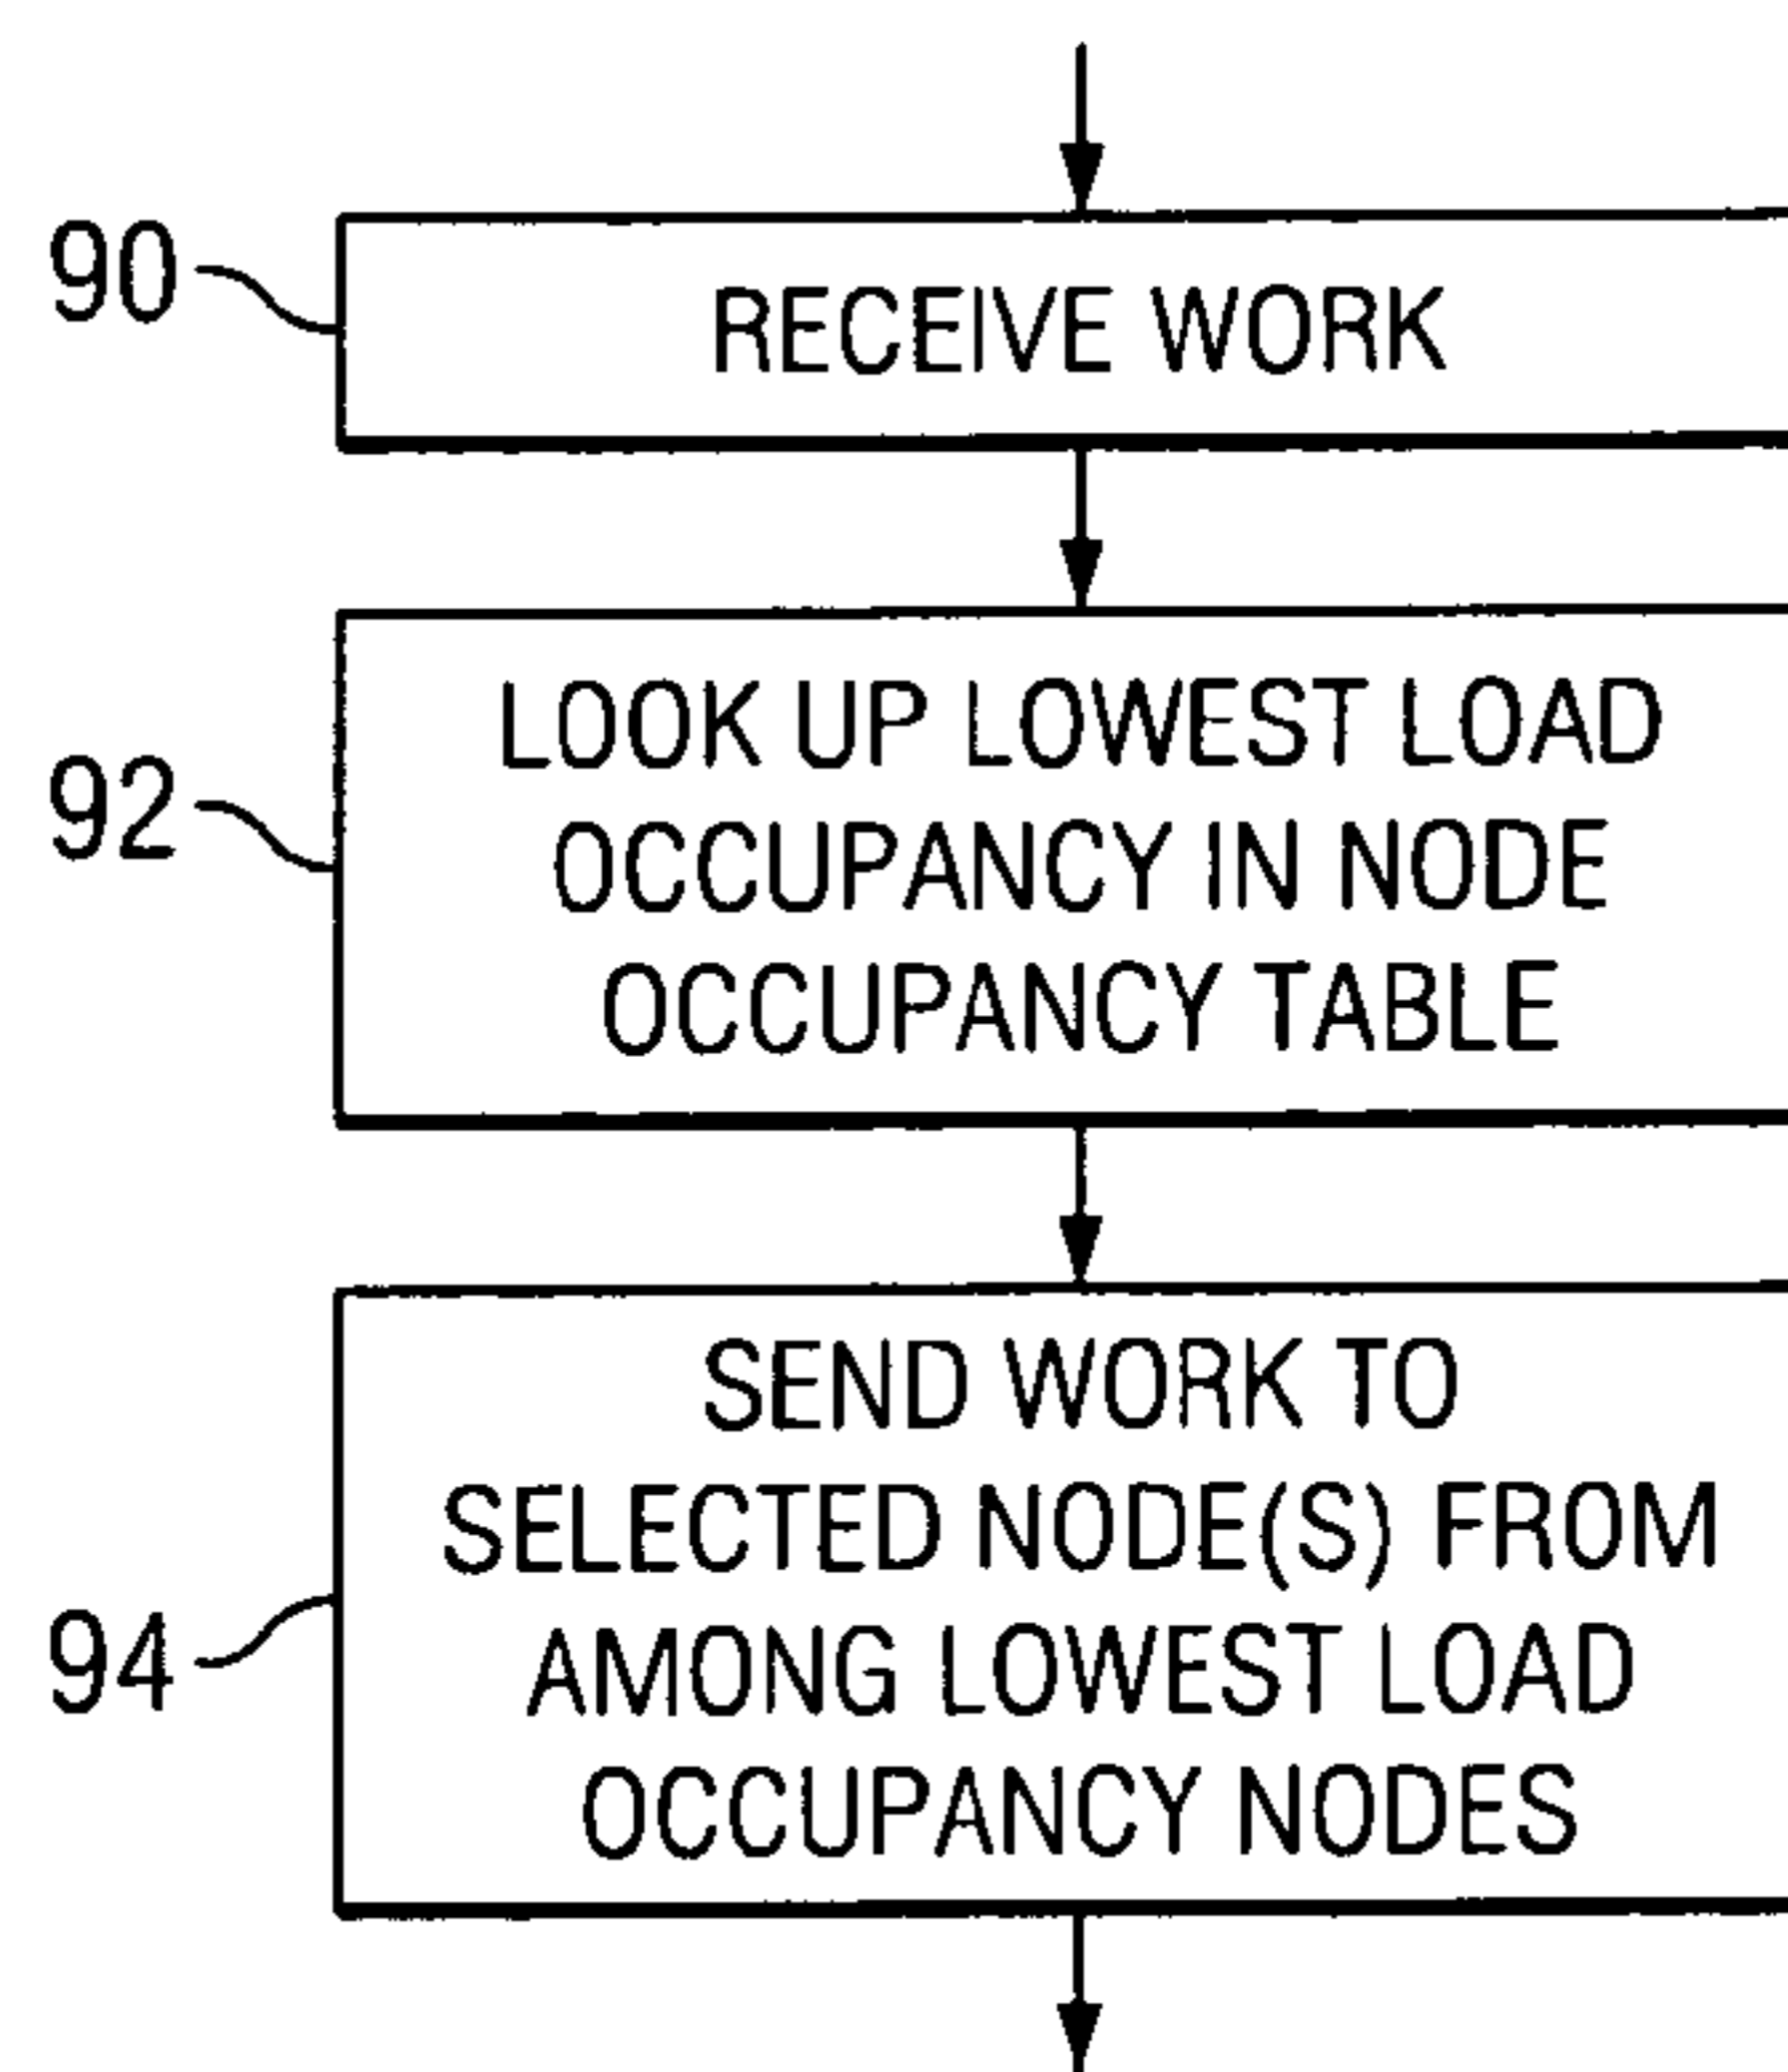 90
RECEIVE WORK
92
LOOK UP LOWEST LOAD
OCCUPANCY IN NODE
OCCUPANCY TABLE
94
SEND WORK TO
SELECTED NODE(S) FROM
AMONG LOWEST LOAD
OCCUPANCY NODES